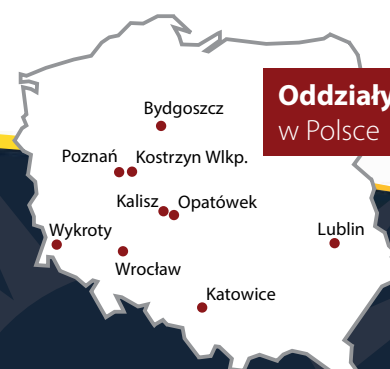 Oddziały
w Polsce
Bydgoszcz
Poznań Kostrzyn Wlkp.
Kalisz Opatówek
Wykroty
Lublin
Wrocław
Katowice